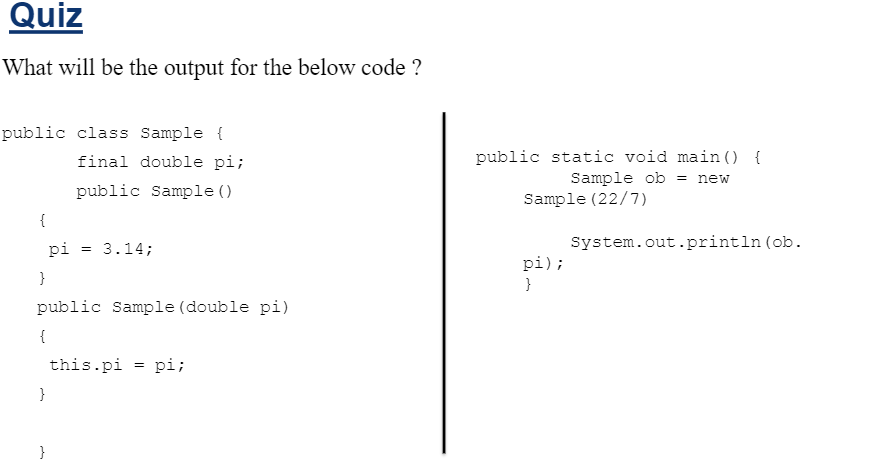 Quiz
What will be the output for the below code ?
public class Sample {
final double pi;
public Sample()
{
pi = 3.14;
}
public Sample(double pi)
{
this.pi = pi;
}
}
public static void main() {
Sample ob = new
Sample(22/7)
System.out.println(ob.
pi);
}